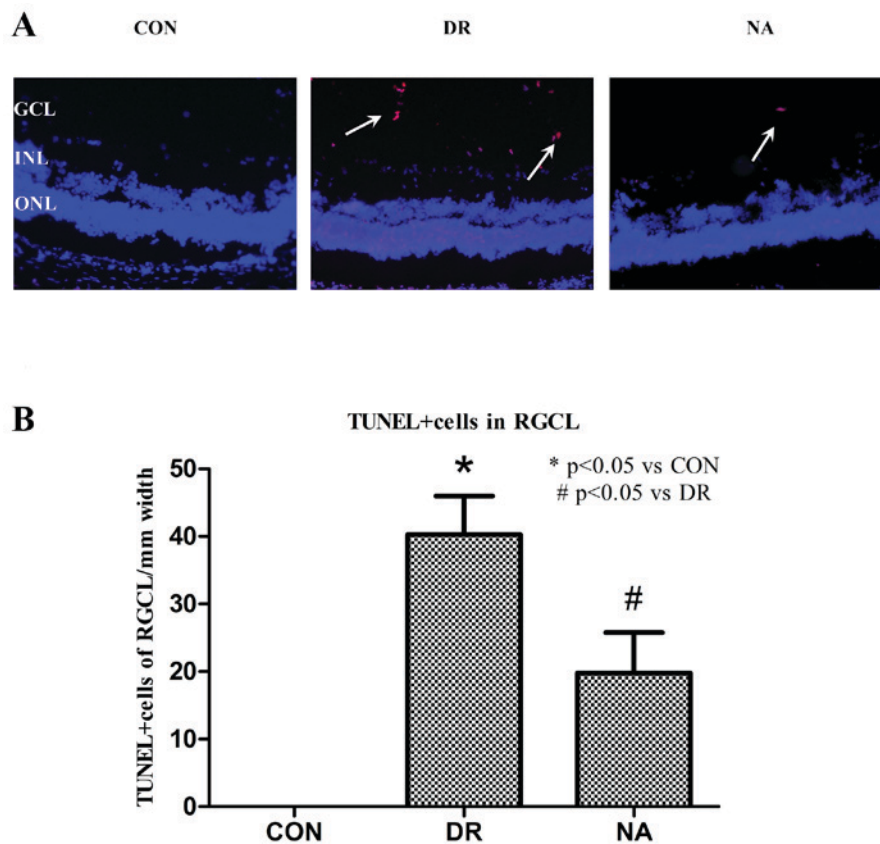 A
CON DR NA
GCL
INL
ONL
B
TUNEL+cells in RGCL
* p<0.05 vs CON
# p<0.05 vs DR
TUNEL+cells of RGCL/mm width
50
40
30
20
10
0
*
#
CON DR NA